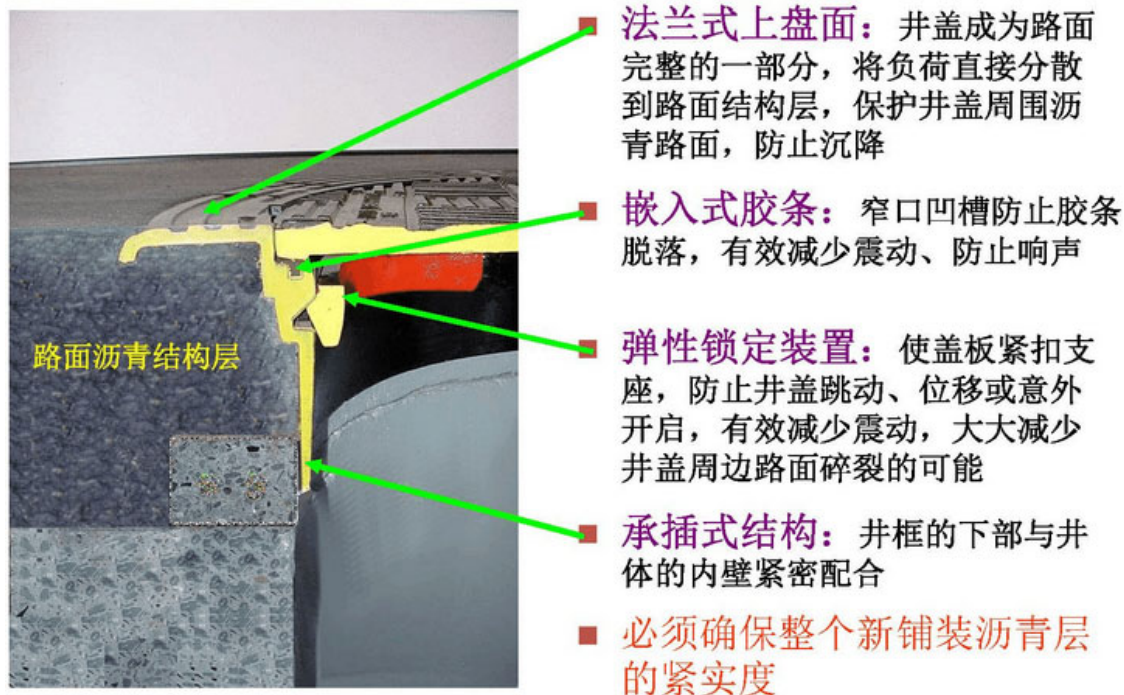 法兰式上盘面：井盖成为路面
完整的一部分，将负荷直接分散
到路面结构层，保护井盖周围沥
青路面，防止沉降
嵌入式胶条：窄口凹槽防止胶条
脱落，有效减少震动、防止响声
路面沥青结构层
弹性锁定装置：使盖板紧扣支
座，防止井盖跳动、位移或意外
开启，有效减少震动，大大减少
井盖周边路面碎裂的可能
承插式结构：井框的下部与井
体的内壁紧密配合
必须确保整个新铺装沥青层
的紧实度